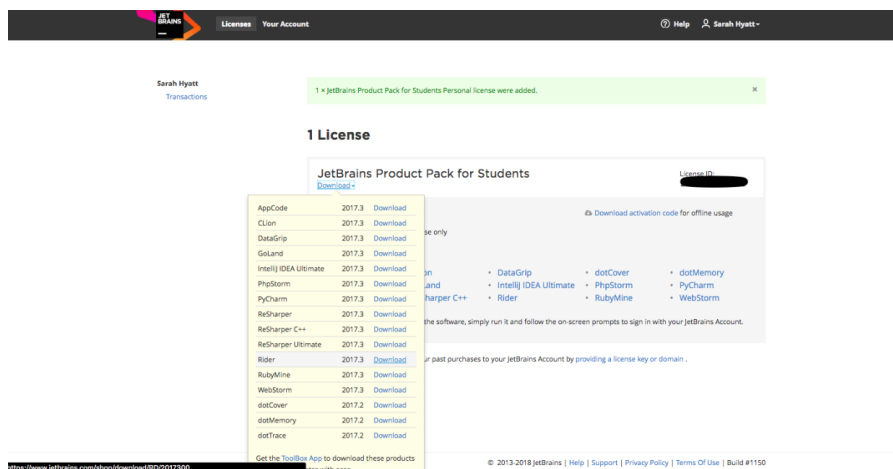 JET
BRAINS
Licenses Your Account
Help Sarah Hyatt
Sarah Hyatt
Transactions
1 × JetBrains Product Pack for Students Personal license were added.
1 License
JetBrains Product Pack for Students
License ID:
Download
AppCode 2017.3 Download
CLion 2017.3 Download
DataGrip 2017.3 Download
GoLand 2017.3 Download
IntelliJ IDEA Ultimate 2017.3 Download
PhpStorm 2017.3 Download
PyCharm 2017.3 Download
ReSharper 2017.3 Download
ReSharper C++ 2017.3 Download
ReSharper Ultimate 2017.3 Download
Rider 2017.3 Download
RubyMine 2017.3 Download
WebStorm 2017.3 Download
dotCover 2017.2 Download
dotMemory 2017.2 Download
dotTrace 2017.2 Download
Get the ToolBox App to download these products
with ease.
Download activation code for offline usage
se only
on • DataGrip • dotCover • dotMemory
Land • IntelliJ IDEA Ultimate • PhpStorm • PyCharm
harper C++ • Rider • RubyMine • WebStorm
the software, simply run it and follow the on-screen prompts to sign in with your JetBrains Account.
ur past purchases to your JetBrains Account by providing a license key or domain .
https://www.jetbrains.com/shop/download/RD/2017300
© 2013-2018 JetBrains | Help | Support | Privacy Policy | Terms Of Use | Build #1150